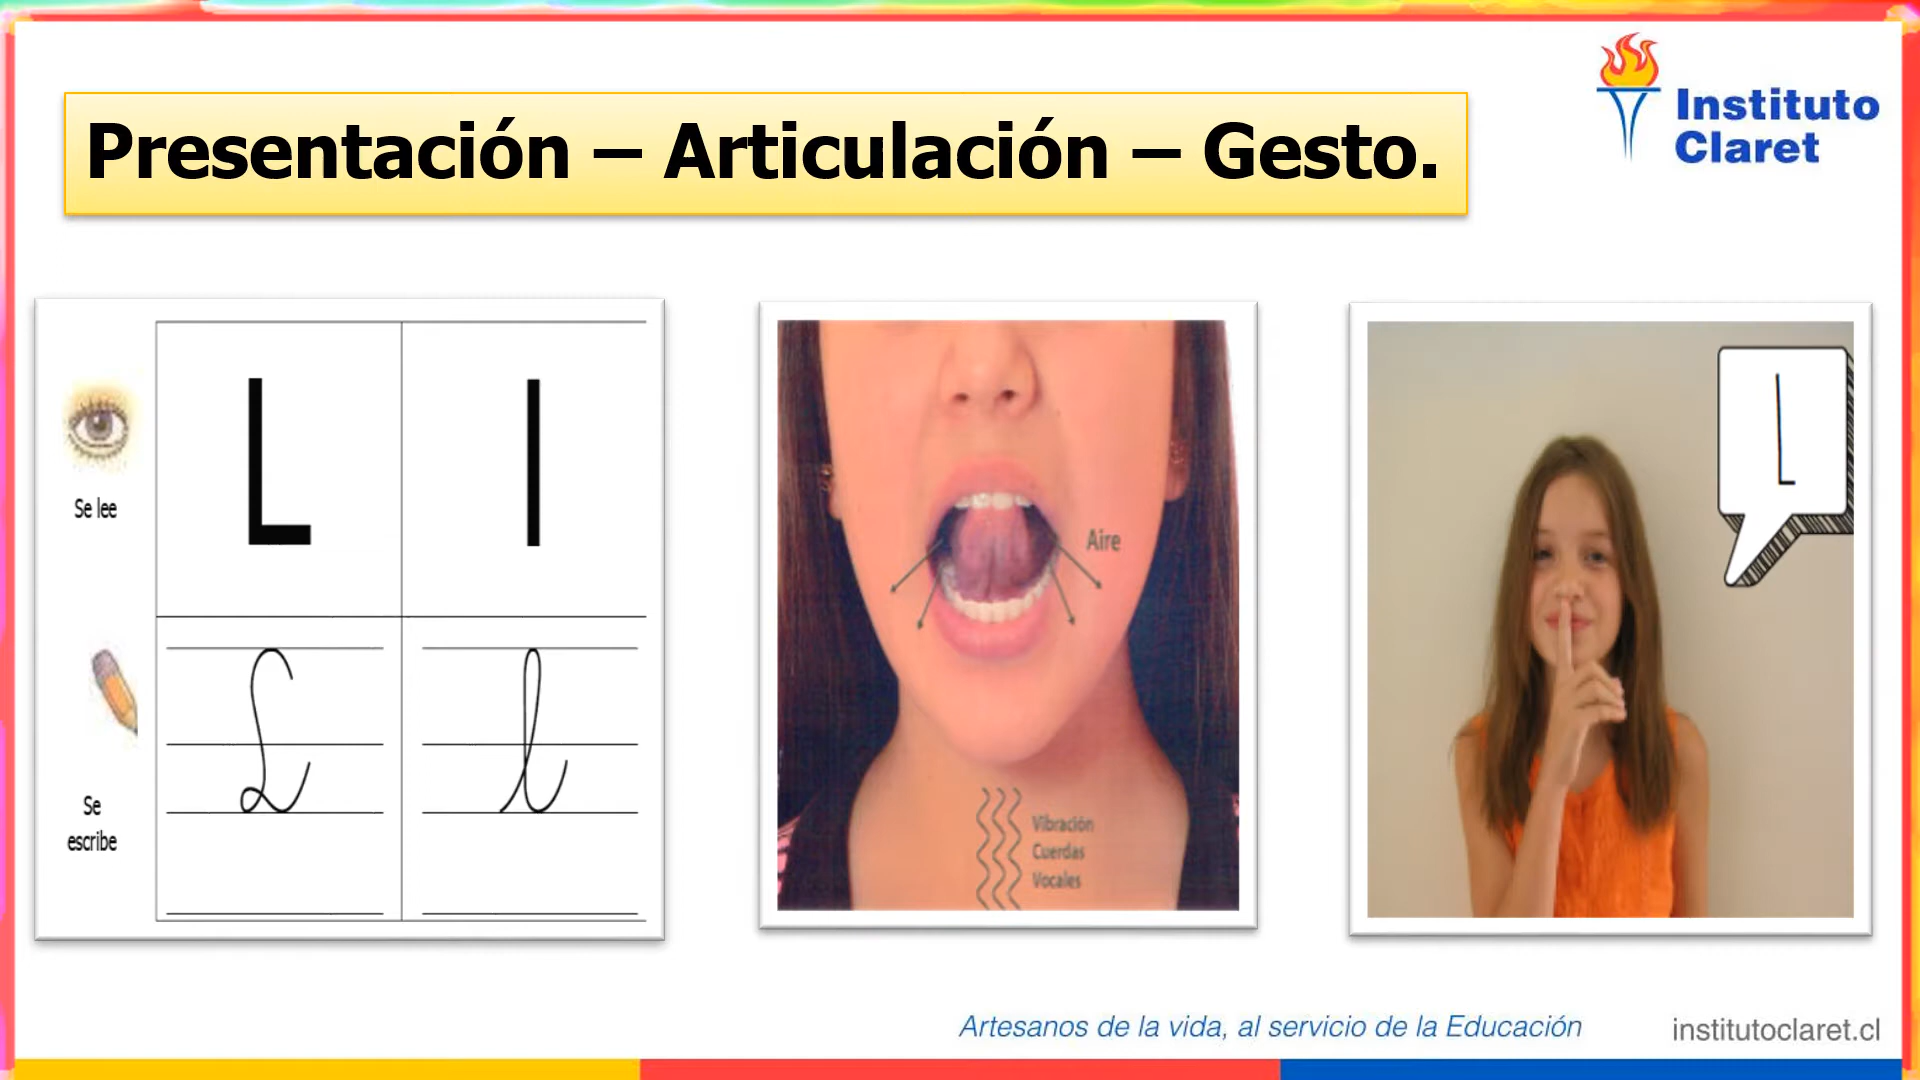 Presentación – Articulación – Gesto.
Instituto
Claret
L l
Se lee
L l
Se
escribe
Aire
Vibración
Cuerdas
Vocales
L
Artesanos de la vida, al servicio de la Educación
institutoclaret.cl